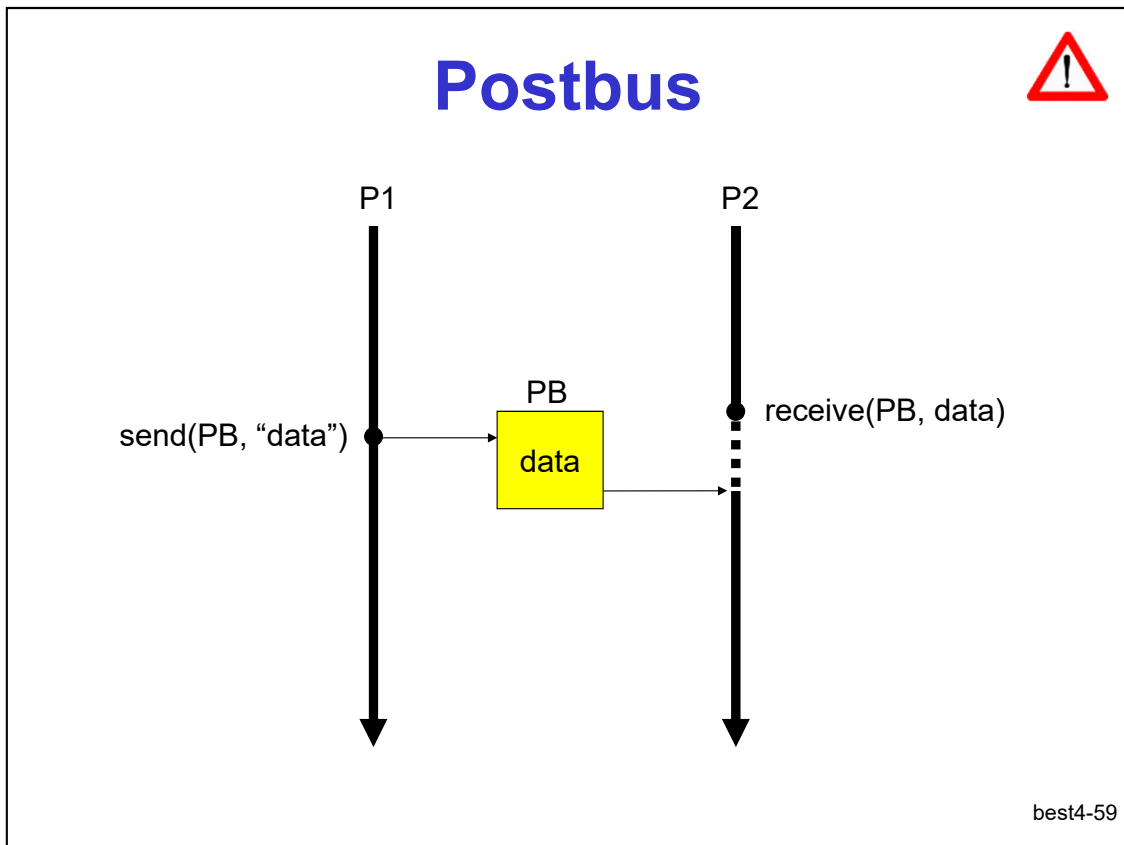 Postbus
P1
P2
PB
receive(PB, data)
send(PB, “data”)
data
best4-59